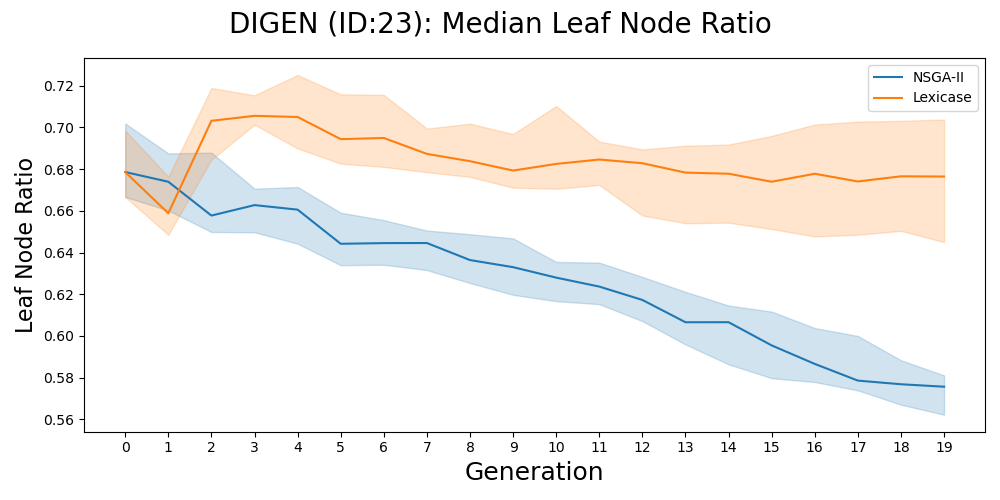 DIGEN (ID:23): Median Leaf Node Ratio
NSGA-II
Lexicase
Leaf Node Ratio
0.72
0.70
0.68
0.66
0.64
0.62
0.60
0.58
0.56
0 1 2 3 4 5 6 7 8 9 10 11 12 13 14 15 16 17 18 19
Generation